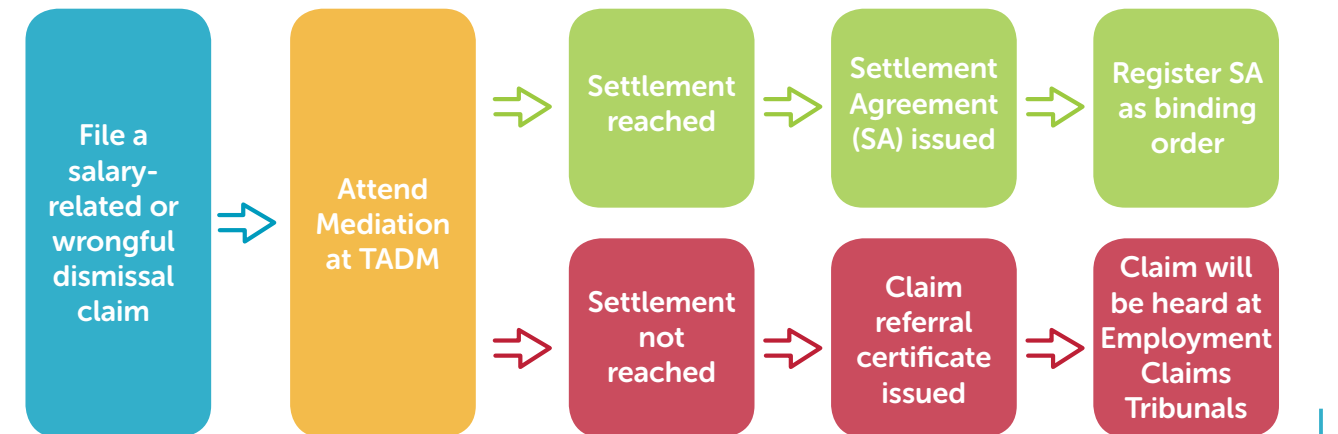 File a
salary-
related or
wrongful
dismissal
claim
Attend
Mediation
at TADM
Settlement
reached
Settlement
Agreement
(SA) issued
Register SA
as binding
order
Settlement
not
reached
Claim
referral
certificate
issued
Claim will
be heard at
Employment
Claims
Tribunals